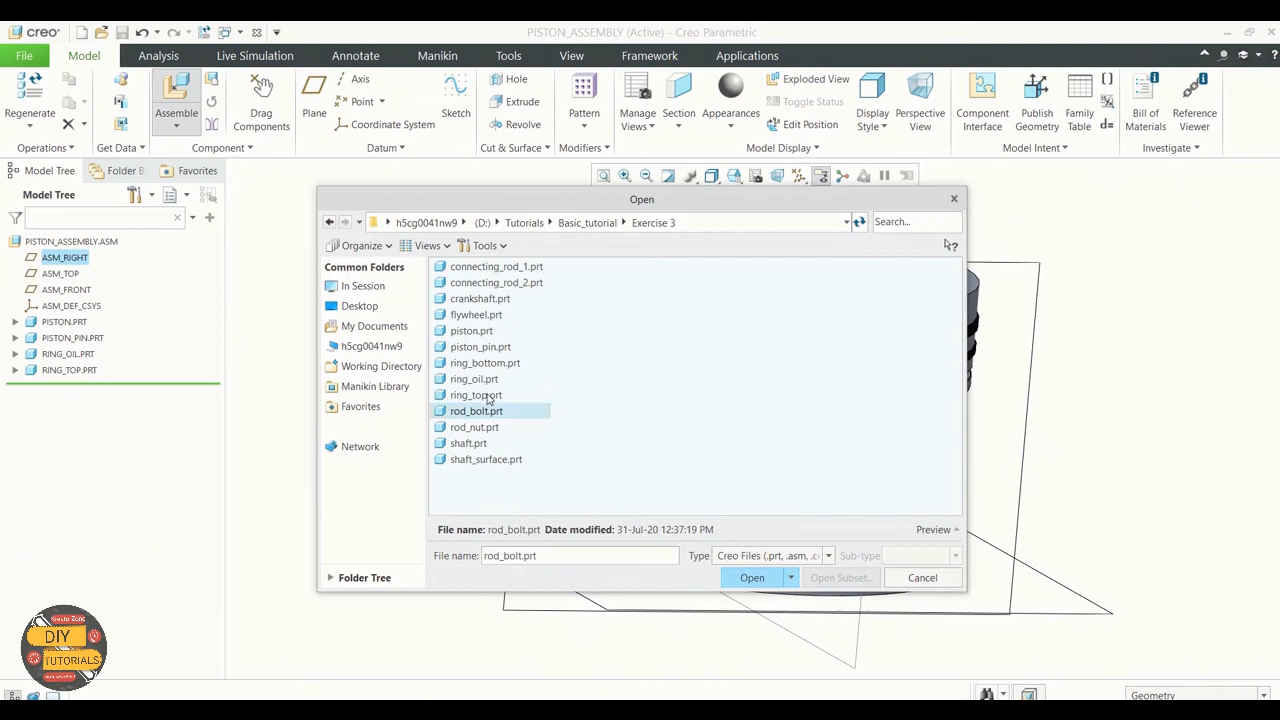 creo
PISTON_ASSEMBLY (Active) - Creo Parametric
File Model Analysis Live Simulation Annotate Manikin Tools View Framework Applications
Regenerate
Assemble
Drag Components
Plane
Axis
Point
Coordinate System
Sketch
Hole
Extrude
Revolve
Pattern
Manage Views
Section
Appearances
Exploded View
Toggle Status
Edit Position
Display Style
Perspective View
Component Interface
Publish Geometry
Family Table
Bill of Materials
Reference Viewer
Operations Get Data Component Datum Cut & Surface Modifiers Model Display Model Intent Investigate
Model Tree Folder B Favorites
Model Tree
PISTON_ASSEMBLY.ASM
ASM_RIGHT
ASM_TOP
ASM_FRONT
ASM_DEF_CSYS
PISTON.PRT
PISTON_PIN.PRT
RING_OIL.PRT
RING_TOP.PRT
Open
h5cg0041nw9 (D:) Tutorials Basic_tutorial Exercise 3
Search...
Organize Views Tools
Common Folders
In Session
Desktop
My Documents
h5cg0041nw9
Working Directory
Manikin Library
Favorites
Network
Folder Tree
connecting_rod_1.prt
connecting_rod_2.prt
crankshaft.prt
flywheel.prt
piston.prt
piston_pin.prt
ring_bottom.prt
ring_oil.prt
ring_top.prt
rod_bolt.prt
rod_nut.prt
shaft.prt
shaft_surface.prt
File name: rod_bolt.prt Date modified: 31-Jul-20 12:37:19 PM
Preview
File name: rod_bolt.prt Type Creo Files (.prt, .asm, .c Sub-type
Open Open Subset... Cancel
DIY
TUTORIALS
Geometry